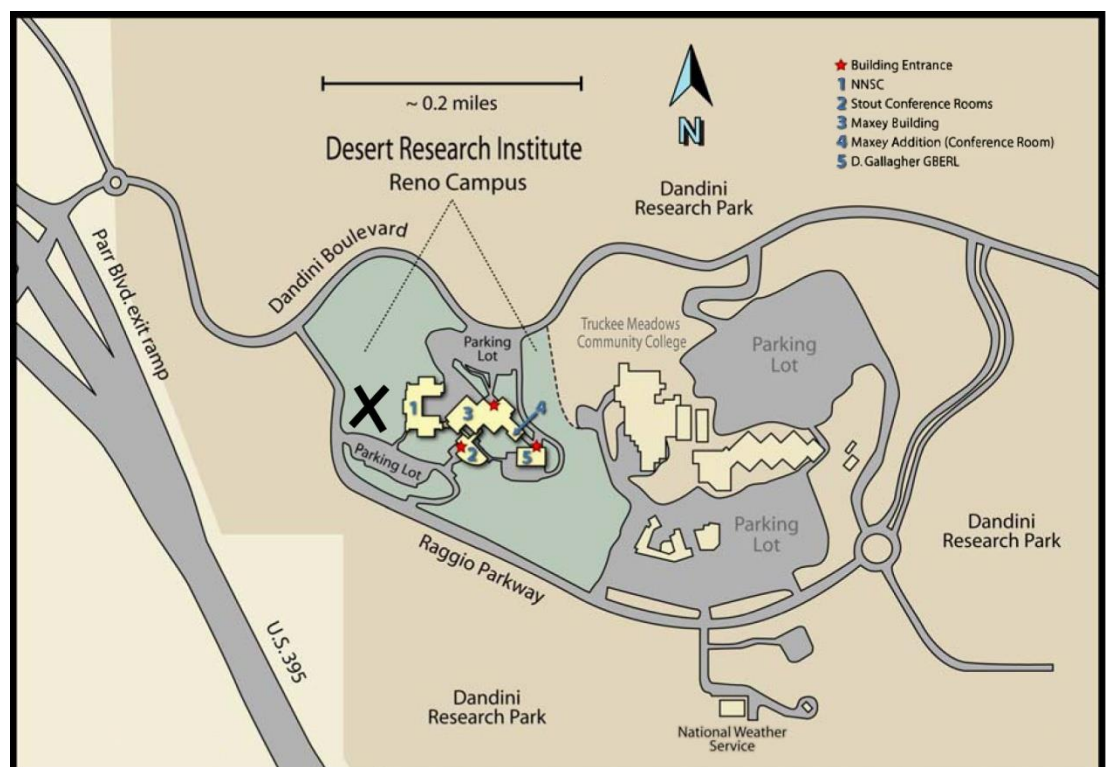 ~ 0.2 miles
Desert Research Institute
Reno Campus
N
★ Building Entrance
1 NNSC
2 Stout Conference Rooms
3 Maxey Building
4 Maxey Addition (Conference Room)
5 D. Gallagher GBERL
Dandini
Research Park
Dandini Boulevard
Parr Blvd. exit ramp
Truckee Meadows
Community College
Parking
Lot
Parking
Lot
X
1
3
4
2
5
Parking Lot
Parking
Lot
Dandini
Research Park
Raggio Parkway
U.S. 395
Dandini
Research Park
National Weather
Service